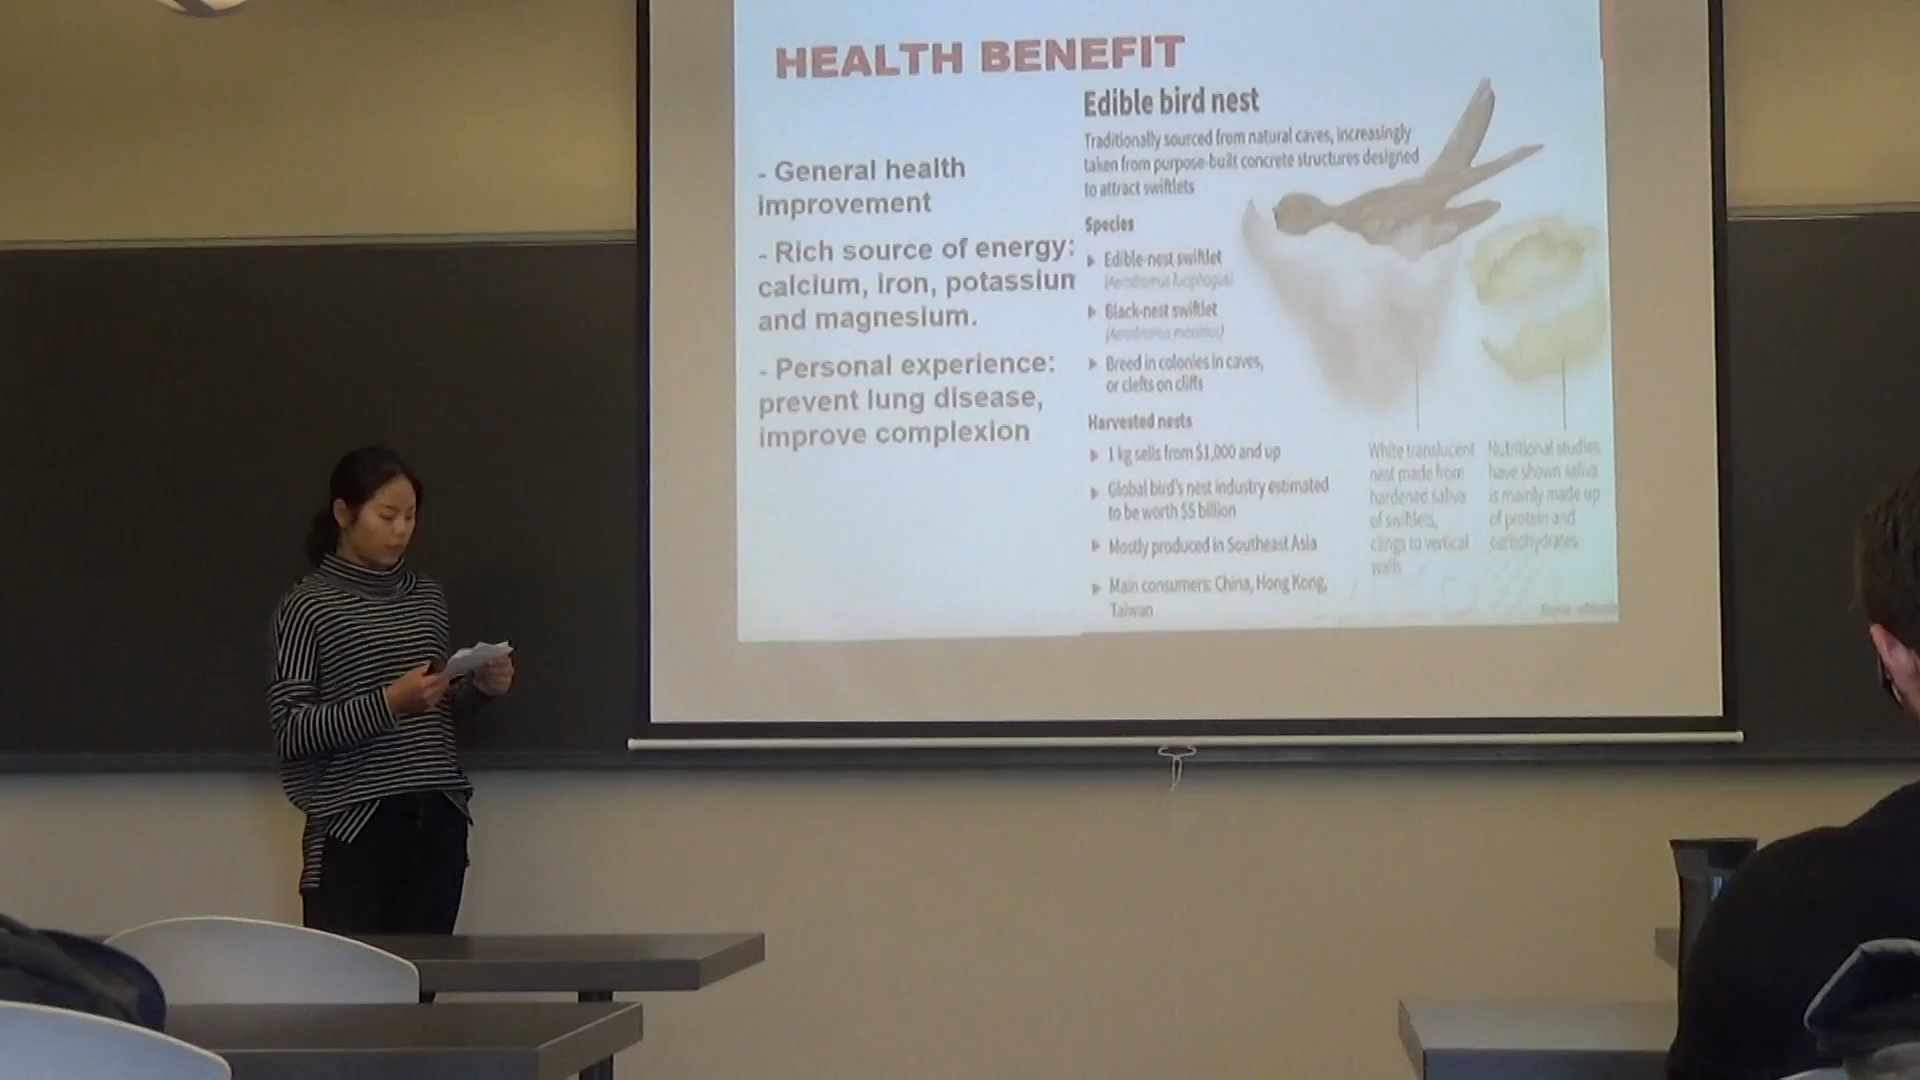 HEALTH BENEFIT
- General health
improvement
- Rich source of energy:
calcium, iron, potassium
and magnesium.
- Personal experience:
prevent lung disease,
improve complexion
Edible bird nest
Traditionally sourced from natural caves, increasingly
taken from purpose-built concrete structures designed
to attract swiftlets
Species
Edible-nest swiftlet
(Aerodramus fuciphagus)
Black-nest swiftlet
(Aerodramus maximus)
Breed in colonies in caves,
or clefts on cliffs
Harvested nests
1 kg sells from $1,000 and up
Global bird's nest industry estimated
to be worth $5 billion
Mostly produced in Southeast Asia
Main consumers: China, Hong Kong,
Taiwan
White translucent
nest made from
hardened saliva
of swiftlets,
clings to vertical
walls
Nutritional studies
have shown saliva
is mainly made up
of protein and
carbohydrates